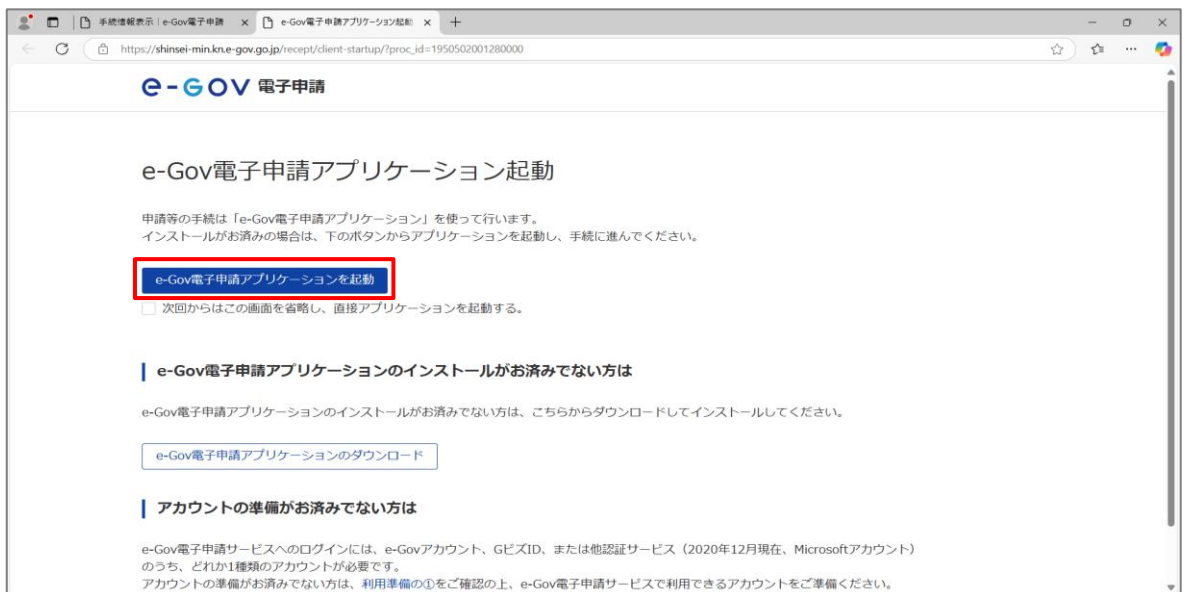 手続情報表示｜e-Gov電子申請
e-Gov電子申請アプリケーション起動
https://shinsei-min.kn.e-gov.go.jp/recept/client-startup/?proc_id=1950502001280000
e-GOV 電子申請
e-Gov電子申請アプリケーション起動
申請等の手続は「e-Gov電子申請アプリケーション」を使って行います。
インストールがお済みの場合は、下のボタンからアプリケーションを起動し、手続に進んでください。
e-Gov電子申請アプリケーションを起動
次回からはこの画面を省略し、直接アプリケーションを起動する。
e-Gov電子申請アプリケーションのインストールがお済みでない方は
e-Gov電子申請アプリケーションのインストールがお済みでない方は、こちらからダウンロードしてインストールしてください。
e-Gov電子申請アプリケーションのダウンロード
アカウントの準備がお済みでない方は
e-Gov電子申請サービスへのログインには、e-Govアカウント、GビズID、または他認証サービス（2020年12月現在、Microsoftアカウント）
のうち、どれか1種類のアカウントが必要です。
アカウントの準備がお済みでない方は、利用準備の①をご確認の上、e-Gov電子申請サービスで利用できるアカウントをご準備ください。